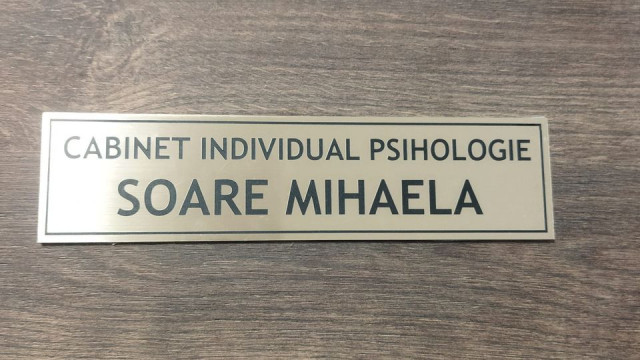 CABINET INDIVIDUAL PSIHOLOGIE
SOARE MIHAELA